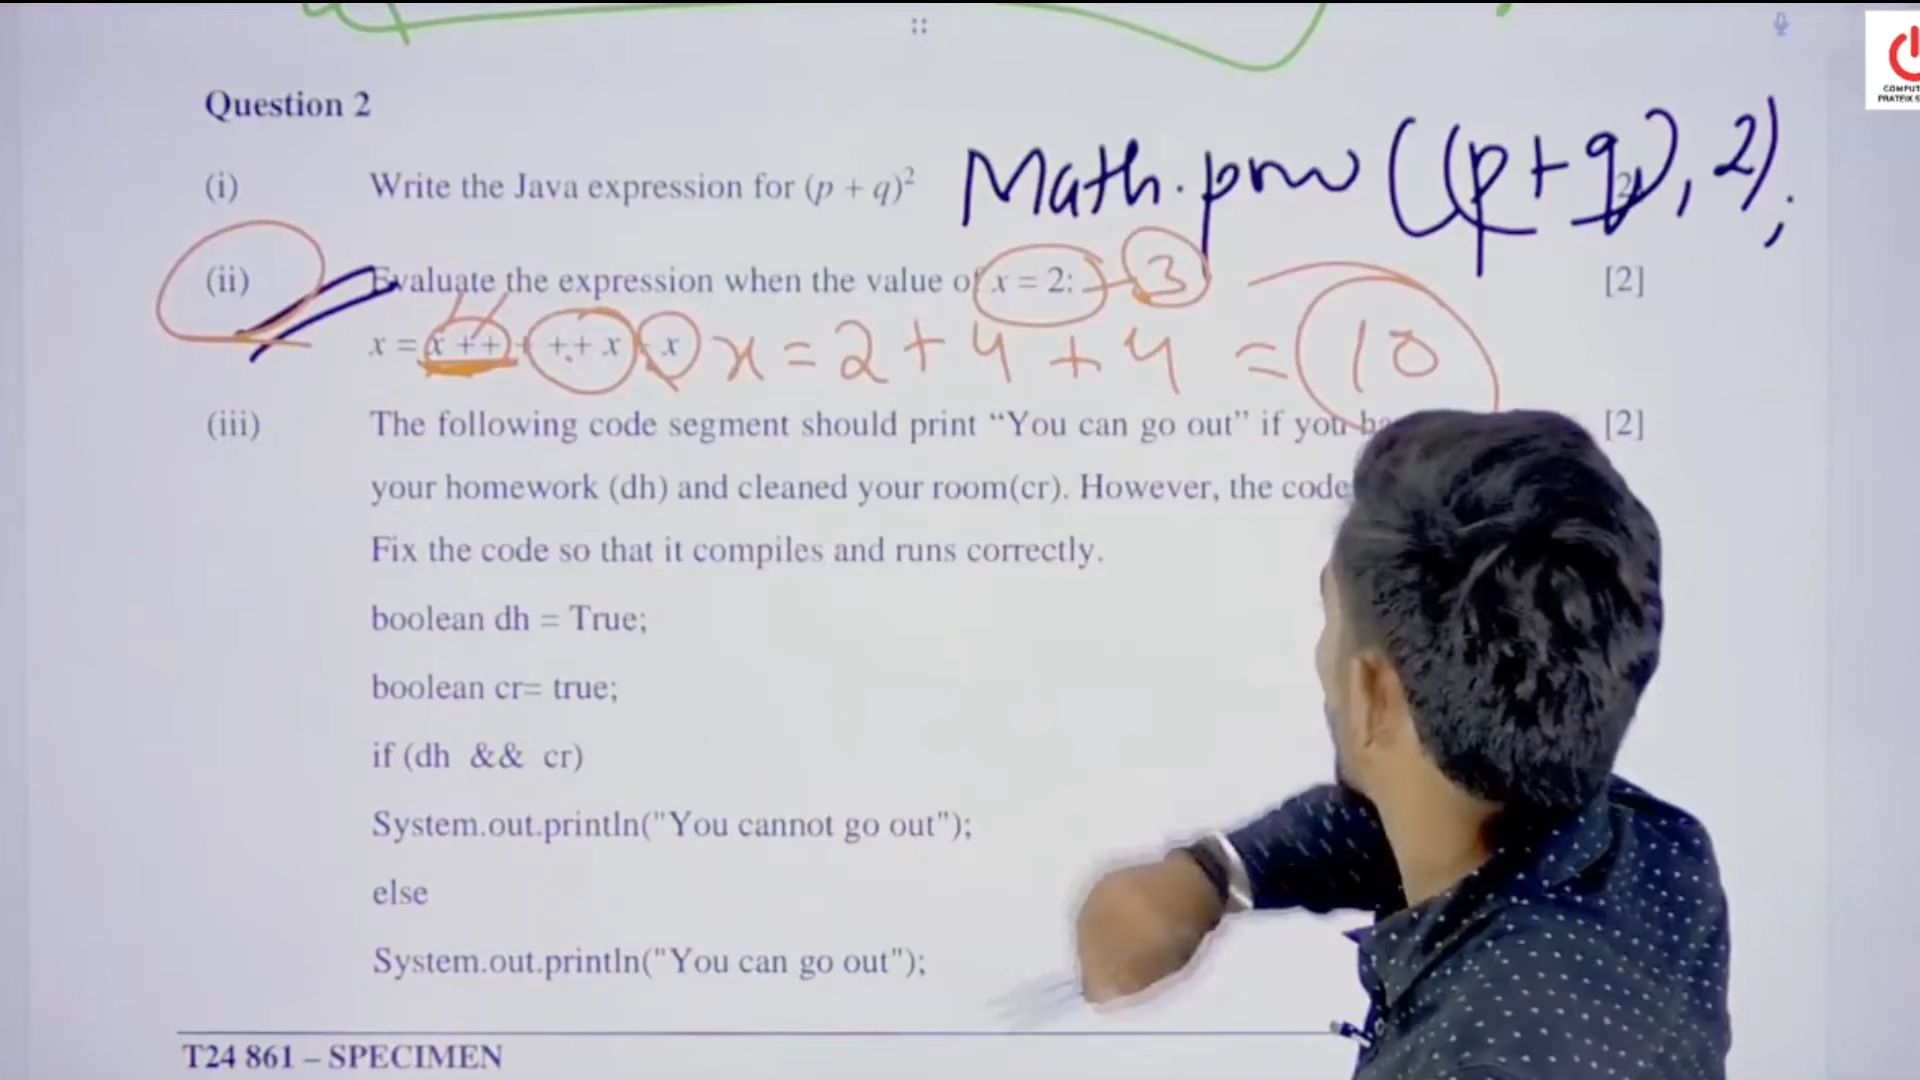 COMPUT
PRATEIK S
Question 2
(i) Write the Java expression for (p + q)² Math.pow((p+q), 2);
(ii) Evaluate the expression when the value of x = 2: 3 [2]
x = x + + + + + x + x x = 2 + 4 + 4 = 10
(iii) The following code segment should print “You can go out” if you [2]
your homework (dh) and cleaned your room(cr). However, the code
Fix the code so that it compiles and runs correctly.
boolean dh = True;
boolean cr= true;
if (dh && cr)
System.out.println("You cannot go out");
else
System.out.println("You can go out");
T24 861 – SPECIMEN